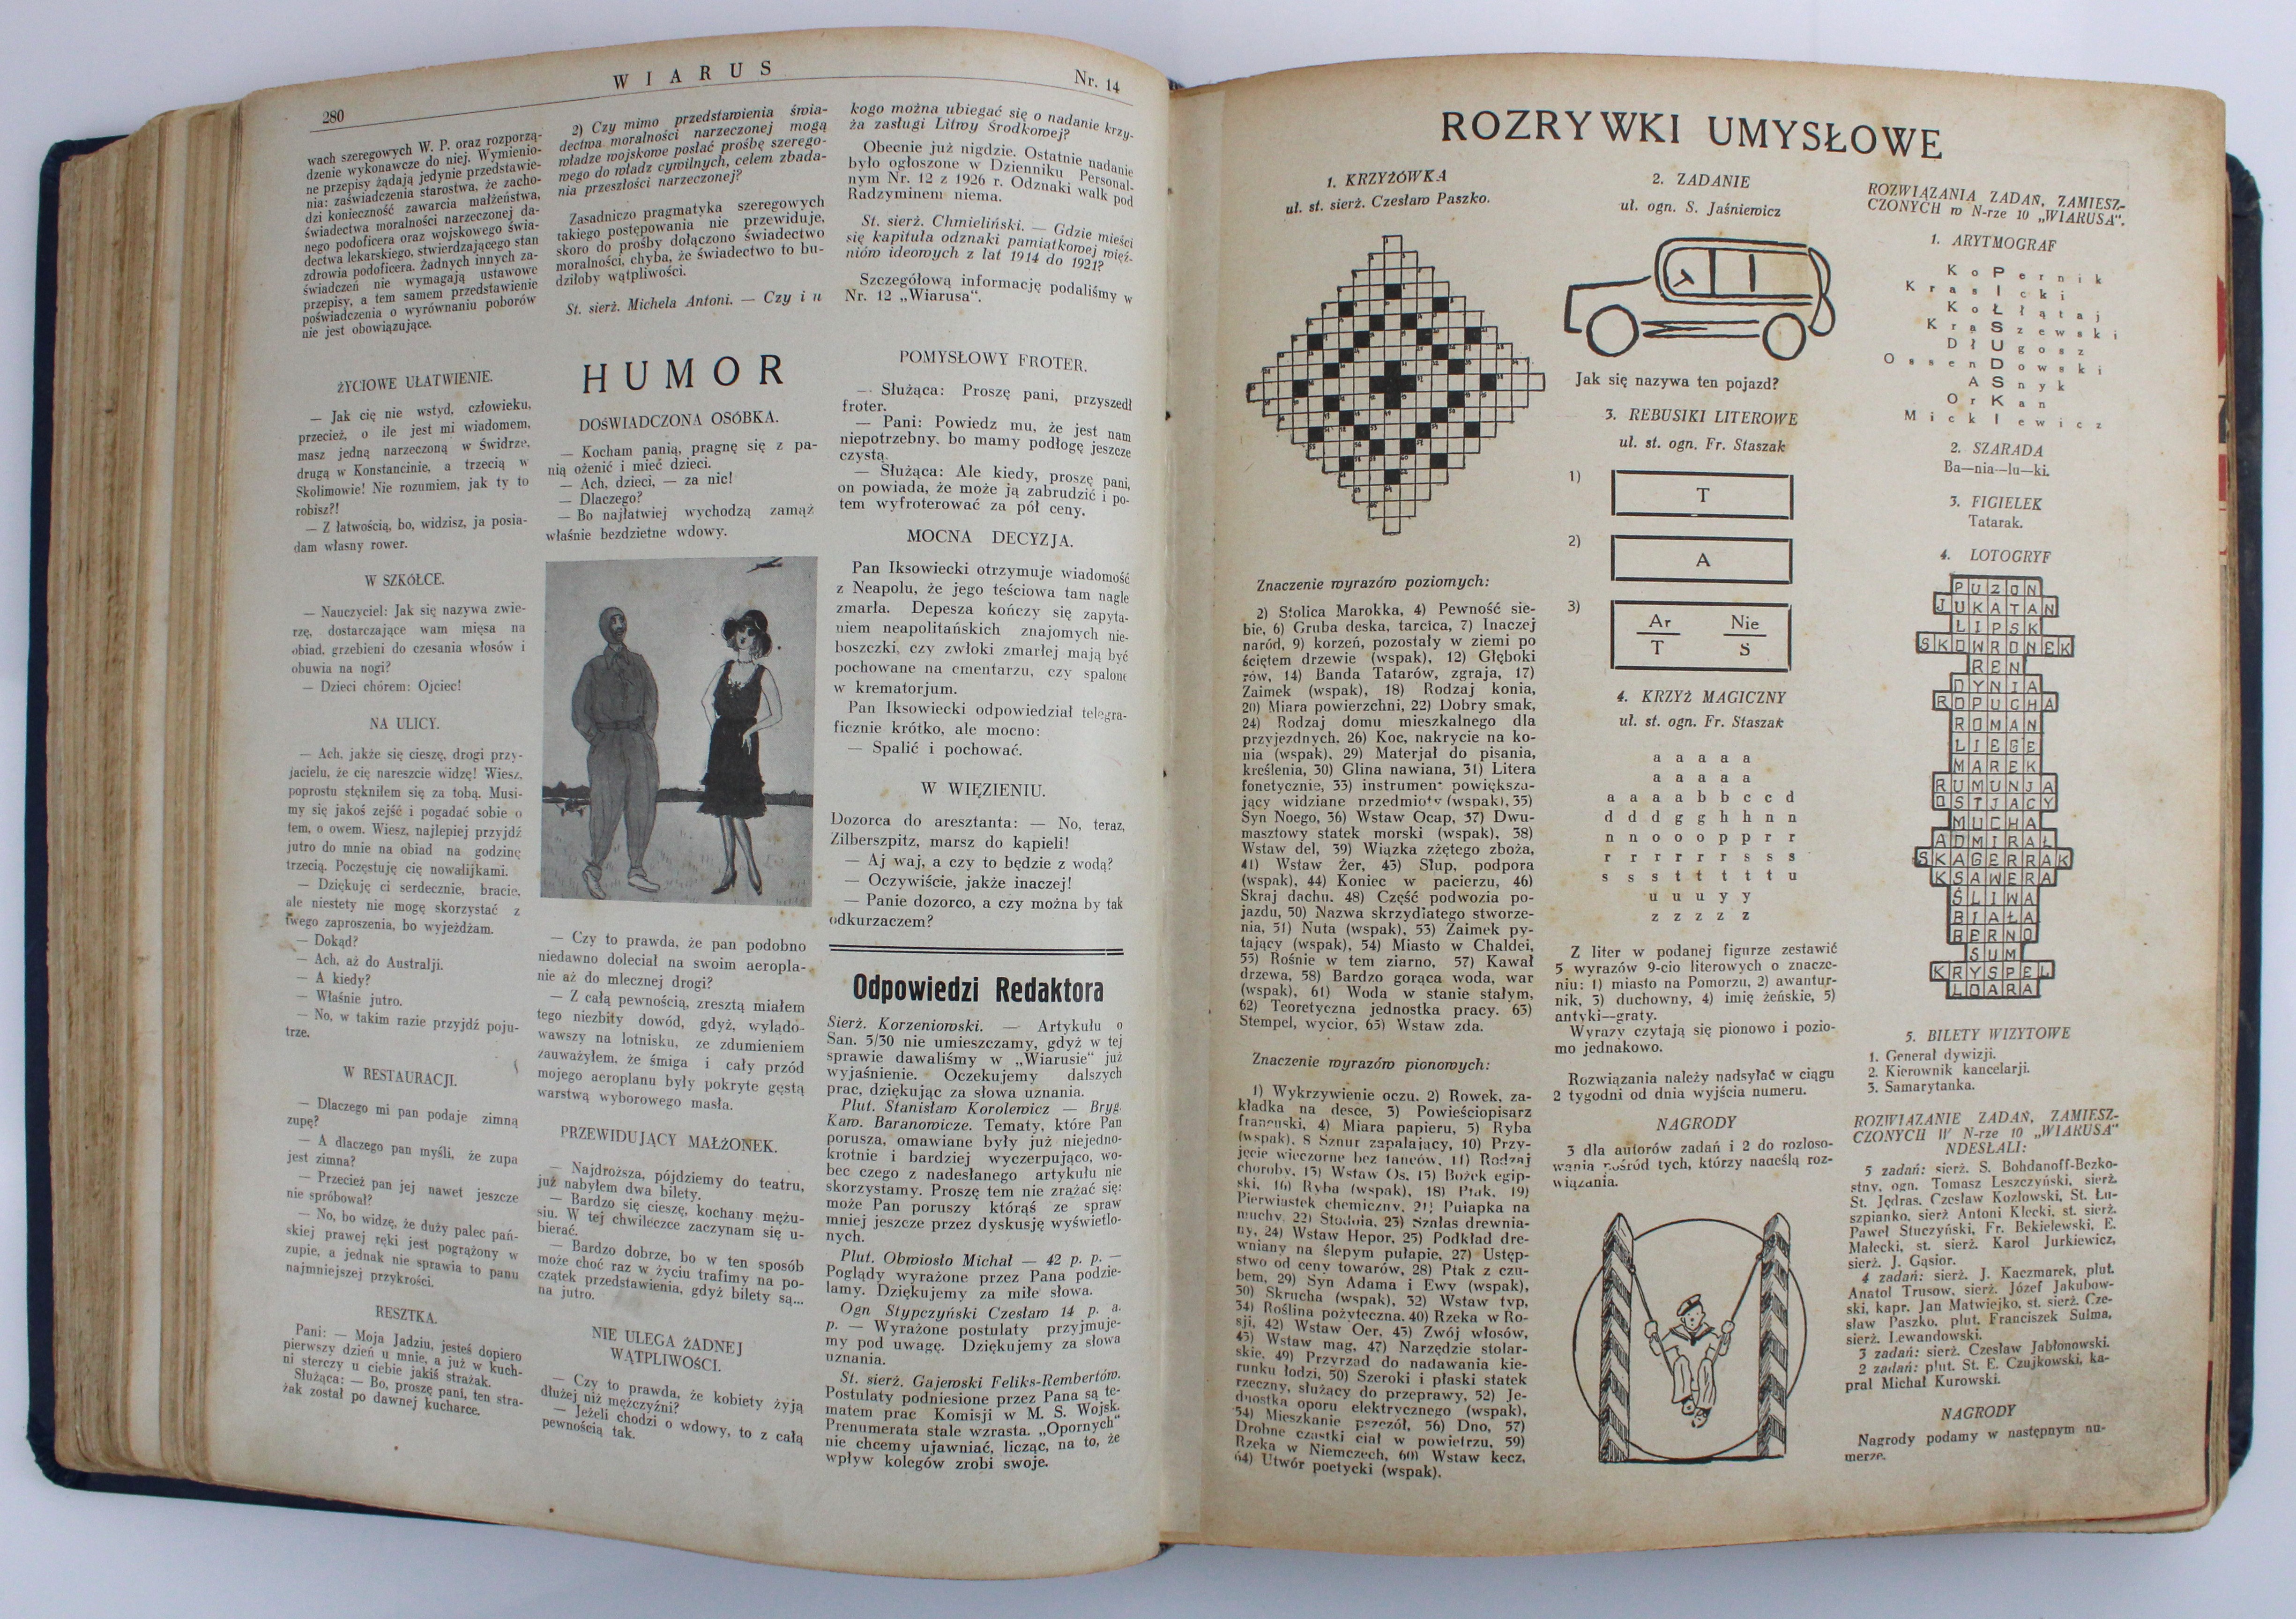 280
W I A R U S
Nr. 14
wach szeregowych W. P. oraz rozporzą-
dzenie wykonawcze do niej. Wymienio-
ne przepisy żądają jedynie przedstawie-
nia: zaświadczenia starostwa, że zacho-
dzi konieczność zawarcia małżeństwa,
świadectwa moralności narzeczonej da-
nego podoficera oraz wojskowego świa-
dectwa lekarskiego, stwierdzającego stan
zdrowia podoficera. Żadnych innych za-
świadczeń nie wymagają ustawowe
przepisy, a tem samem przedstawienie
poświadczenia o wyrównaniu poborów
nie jest obowiązujące.
2) Czy mimo przedstawienia świa-
dectwa moralności narzeczonej mogą
władze wojskowe posłać prośbę szerego-
wego do władz cywilnych, celem zbada-
nia przeszłości narzeczonej?
Zasadniczo pragmatyka szeregowych
takiego postępowania nie przewiduje,
skoro do prośby dołączono świadectwo
moralności, chyba, że świadectwo to bu-
dziłoby wątpliwości.
St. sierż. Michela Antoni. — Czy i u
kogo można ubiegać się o nadanie krzy-
ża zasługi Litwy Środkowej?
Obecnie już nigdzie. Ostatnie nadanie
było ogłoszone w Dzienniku Personal-
nym Nr. 12 z 1926 r. Odznaki walk pod
Radzyminem niema.
St. sierż. Chmieliński. — Gdzie mieści
się kapituła odznaki pamiątkowej więź-
niów ideowych z lat 1914 do 1921?
Szczegółową informację podaliśmy w
Nr. 12 „Wiarusa“.
ŻYCIOWE UŁATWIENIE.
— Jak cię nie wstyd, człowieku,
przecież, o ile jest mi wiadomem,
masz jedną narzeczoną w Świdrze,
drugą w Konstancinie, a trzecią w
Skolimowie! Nie rozumiem, jak ty to
robisz?!
— Z łatwością, bo, widzisz, ja posia-
dam własny rower.
W SZKÓŁCE.
— Nauczyciel: Jak się nazywa zwie-
rzę, dostarczające wam mięsa na
obiad, grzebieni do czesania włosów i
obuwia na nogi?
— Dzieci chórem: Ojciec!
NA ULICY.
— Ach, jakże się cieszę, drogi przy-
jacielu, że cię nareszcie widzę! Wiesz,
poprostu stęskniłem się za tobą. Musi-
my się jakoś zejść i pogadać sobie o
tem, o owem. Wiesz, najlepiej przyjdź
jutro do mnie na obiad na godzinę
trzecią. Poczęstuję cię nowalijkami.
— Dziękuję ci serdecznie, bracie,
ale niestety nie mogę skorzystać z
twego zaproszenia, bo wyjeżdżam.
— Dokąd?
— Ach, aż do Australji.
— A kiedy?
— Właśnie jutro.
— No, w takim razie przyjdź poju-
trze.
W RESTAURACJI.
— Dlaczego mi pan podaje zimną
zupę?
— A dlaczego pan myśli, że zupa
jest zimna?
— Przecież pan jej nawet jeszcze
nie spróbował?
— No, bo widzę, że duży palec pań-
skiej prawej ręki jest pogrążony w
zupie, a jednak nie sprawia to panu
najmniejszej przykrości.
RESZTKA.
Pani: — Moja Jadziu, jesteś dopiero
pierwszy dzień u mnie, a już w kuch-
ni sterczy u ciebie jakiś strażak.
Służąca: — Bo, proszę pani, ten stra-
żak został po dawnej kucharce.
H U M O R
DOŚWIADCZONA OSÓBKA.
— Kocham panią, pragnę się z pa-
nią ożenić i mieć dzieci.
— Ach, dzieci, — za nic!
— Dlaczego?
— Bo najłatwiej wychodzą zamąż
właśnie bezdzietne wdowy.
— Czy to prawda, że pan podobno
niedawno doleciał na swoim aeropla-
nie aż do mlecznej drogi?
— Z całą pewnością, zresztą miałem
tego niezbity dowód, gdyż, wylądo-
wawszy na lotnisku, ze zdumieniem
zauważyłem, że śmiga i cały przód
mojego aeroplanu były pokryte gęstą
warstwą wyborowego masła.
PRZEWIDUJĄCY MAŁŻONEK.
— Najdroższa, pójdziemy do teatru,
już nabyłem dwa bilety.
— Bardzo się cieszę, kochany mężu-
siu. W tej chwileczce zaczynam się u-
bierać.
— Bardzo dobrze, bo w ten sposób
może choć raz w życiu trafimy na po-
czątek przedstawienia, gdyż bilety są...
na jutro.
NIE ULEGA ŻADNEJ
WĄTPLIWOŚCI.
— Czy to prawda, że kobiety żyją
dłużej niż mężczyźni?
— Jeżeli chodzi o wdowy, to z całą
pewnością tak.
POMYSŁOWY FROTER.
— Służąca: Proszę pani, przyszedł
froter.
— Pani: Powiedz mu, że jest nam
niepotrzebny, bo mamy podłogę jeszcze
czystą.
— Służąca: Ale kiedy, proszę pani,
on powiada, że może ją zabrudzić i po-
tem wyfroterować za pół ceny.
MOCNA DECYZJA.
Pan Iksowiecki otrzymuje wiadomość
z Neapolu, że jego teściowa tam nagle
zmarła. Depesza kończy się zapyta-
niem neapolitańskich znajomych nie-
boszczki, czy zwłoki zmarłej mają być
pochowane na cmentarzu, czy spalone
w krematorjum.
Pan Iksowiecki odpowiedział telegra-
ficznie krótko, ale mocno:
— Spalić i pochować.
W WIĘZIENIU.
Dozorca do aresztanta: — No, teraz,
Zilberszpitz, marsz do kąpieli!
— Aj waj, a czy to będzie z wodą?
— Oczywiście, jakże inaczej!
— Panie dozorco, a czy można by tak
odkurzaczem?
Odpowiedzi Redaktora
Sierż. Korzeniowski. — Artykułu o
San. 5/30 nie umieszczamy, gdyż w tej
sprawie dawaliśmy w „Wiarusie“ już
wyjaśnienie. Oczekujemy dalszych
prac, dziękując za słowa uznania.
Plut. Stanisław Korolewicz — Bryg.
Kaw. Baranowicze. Tematy, które Pan
porusza, omawiane były już niejedno-
krotnie i bardziej wyczerpująco, wo-
bec czego z nadesłanego artykułu nie
skorzystamy. Proszę tem nie zrażać się:
może Pan poruszy którąś ze spraw
mniej jeszcze przez dyskusję wyświetlo-
nych.
Plut. Obwiosło Michał — 42 p. p. —
Poglądy wyrażone przez Pana podzie-
lamy. Dziękujemy za miłe słowa.
Ogn Stypczyński Czesław 14 p. a.
p. — Wyrażone postulaty przyjmuje-
my pod uwagę. Dziękujemy za słowa
uznania.
St. sierż. Gajewski Feliks-Rembertów.
Postulaty podniesione przez Pana są te-
matem prac Komisji w M. S. Wojsk.
Prenumerata stale wzrasta. „Opornych“
nie chcemy ujawniać, licząc, na to, że
wpływ kolegów zrobi swoje.
ROZRYWKI UMYSŁOWE
1. KRZYŻÓWKA
uł. st. sierż. Czesław Paszko.
Znaczenie wyrazów poziomych:
2) Stolica Marokka, 4) Pewność sie-
bie, 6) Gruba deska, tarcica, 7) Inaczej
naród, 9) korzeń, pozostały w ziemi po
ściętem drzewie (wspak), 12) Głęboki
rów, 14) Banda Tatarów, zgraja, 17)
Zaimek (wspak), 18) Rodzaj konia,
20) Miara powierzchni, 22) Dobry smak,
24) Rodzaj domu mieszkalnego dla
przyjezdnych, 26) Koc, nakrycie na ko-
nia (wspak), 29) Materjał do pisania,
kreślenia, 30) Glina nawiana, 31) Litera
fonetycznie, 33) instrument powiększa-
jący widziane przedmioty (wspak), 35)
Syn Noego, 36) Wstaw Ocap, 37) Dwu-
masztowy statek morski (wspak), 38)
Wstaw del, 39) Wiązka zżętego zboża,
41) Wstaw Żer, 43) Słup, podpora
(wspak), 44) Koniec w pacierzu, 46)
Skraj dachu, 48) Część podwozia po-
jazdu, 50) Nazwa skrzydlatego stworze-
nia, 51) Nuta (wspak), 53) Zaimek py-
tający (wspak), 54) Miasto w Chaldei,
55) Rośnie w tem ziarno, 57) Kawał
drzewa, 58) Bardzo gorąca woda, war
(wspak), 61) Woda w stanie stałym,
62) Teoretyczna jednostka pracy. 63)
Stempel, wycior, 65) Wstaw zda.
Znaczenie wyrazów pionowych:
1) Wykrzywienie oczu. 2) Rowek, za-
kładka na desce, 3) Powieściopisarz
francuski, 4) Miara papieru, 5) Ryba
(wspak), 8 Sznur zapalający, 10) Przy-
jęcie wieczorne bez tańców, 11) Rodzaj
choroby, 13) Wstaw Os, 15) Bożek egip-
ski, 16) Ryba (wspak), 18) Ptak, 19)
Pierwiastek chemiczny, 21) Pułapka na
muchy, 22) Stodoła, 23) Sznlas drewnia-
ny, 24) Wstaw Hepor, 25) Podkład dre-
wniany na ślepym pułapie, 27) Ustęp-
stwo od ceny towarów, 28) Ptak z czu-
bem, 29) Syn Adama i Ewy (wspak),
30) Skrucha (wspak), 32) Wstaw typ,
34) Roślina pożyteczna, 40) Rzeka w Ro-
sji, 42) Wstaw Oer, 43) Zwój włosów,
45) Wstaw mag, 47) Narzędzie stolar-
skie, 49) Przyrząd do nadawania kie-
runku łodzi, 50) Szeroki i płaski statek
rzeczny, służący do przeprawy, 52) Je-
dnostka oporu elektrycznego (wspak),
54) Mieszkanie pszczół, 56) Dno, 57)
Drobne cząstki ciał w powietrzu, 59)
Rzeka w Niemczech, 60) Wstaw kecz,
64) Utwór poetycki (wspak).
2. ZADANIE
uł. ogn. S. Jaśniewicz
Jak się nazywa ten pojazd?
3. REBUSIKI LITEROWE
uł. st. ogn. Fr. Staszak
1)
T
2)
A
3)
Ar Nie
T S
4. KRZYŻ MAGICZNY
uł. st. ogn. Fr. Staszak
a a a a a
a a a a a
a a a a b b c c d
d d d g g h h n n
n n o o o p p r r
r r r r r r s s s
s s s t t t t t u
u u u y y
z z z z z
Z liter w podanej figurze zestawić
5 wyrazów 9-cio literowych o znacze-
niu: 1) miasto na Pomorzu, 2) awantur-
nik, 3) duchowny, 4) imię żeńskie, 5)
antyki—graty.
Wyrazy czytają się pionowo i pozio-
mo jednakowo.
Rozwiązania należy nadsyłać w ciągu
2 tygodni od dnia wyjścia numeru.
NAGRODY
3 dla autorów zadań i 2 do rozloso-
wania pośród tych, którzy nadeślą roz-
wiązania.
ROZWIĄZANIA ZADAŃ, ZAMIESZ-
CZONYCH w N-rze 10 „WIARUSA“.
1. ARYTMOGRAF
K o P e r n i k
K r a s I c k i
K o Ł ł ą t a j
K r a S z e w s k i
D ł U g o s z
O s s e n D o w s k i
A S n y k
O r K a n
M i c k I e w i c z
2. SZARADA
Ba—nia—lu—ki.
3. FIGIELEK
Tatarak.
4. LOTOGRYF
PUZON
JUKATAN
LIPSK
SKOWRONEK
REN
DYNIA
ROPUCHA
ROMAN
LIEGE
MAREK
RUMUNJA
OSTJACY
MUCHA
ADMIRAŁ
SKAGERRAK
KSAWERA
ŚLIWA
BIAŁA
BERNO
SUM
KRYSPEL
LOARA
5. BILETY WIZYTOWE
1. Generał dywizji.
2. Kierownik kancelarji.
3. Samarytanka.
ROZWIĄZANIE ZADAŃ, ZAMIESZ-
CZONYCH W N-rze 10 „WIARUSA“
NDESŁALI:
5 zadań: sierż. S. Bohdanoff-Bezko-
stny, ogn. Tomasz Leszczyński, sierż.
St. Jędras, Czesław Kozłowski, St. Łu-
szpianko, sierż Antoni Klecki, st. sierż.
Paweł Stuczyński, Fr. Bekielewski, E.
Małecki, st. sierż. Karol Jurkiewicz,
sierż. J. Gąsior.
4 zadań: sierż. J. Kaczmarek, plut.
Anatol Trusow, sierż. Józef Jakubow-
ski, kapr. Jan Matwiejko, st. sierż. Cze-
sław Paszko, plut. Franciszek Sulma,
sierż. Lewandowski.
3 zadań: sierż. Czesław Jabłonowski.
2 zadań: plut. St. E. Czujkowski, ka-
pral Michał Kurowski.
NAGRODY
Nagrody podamy w następnym nu-
merze.